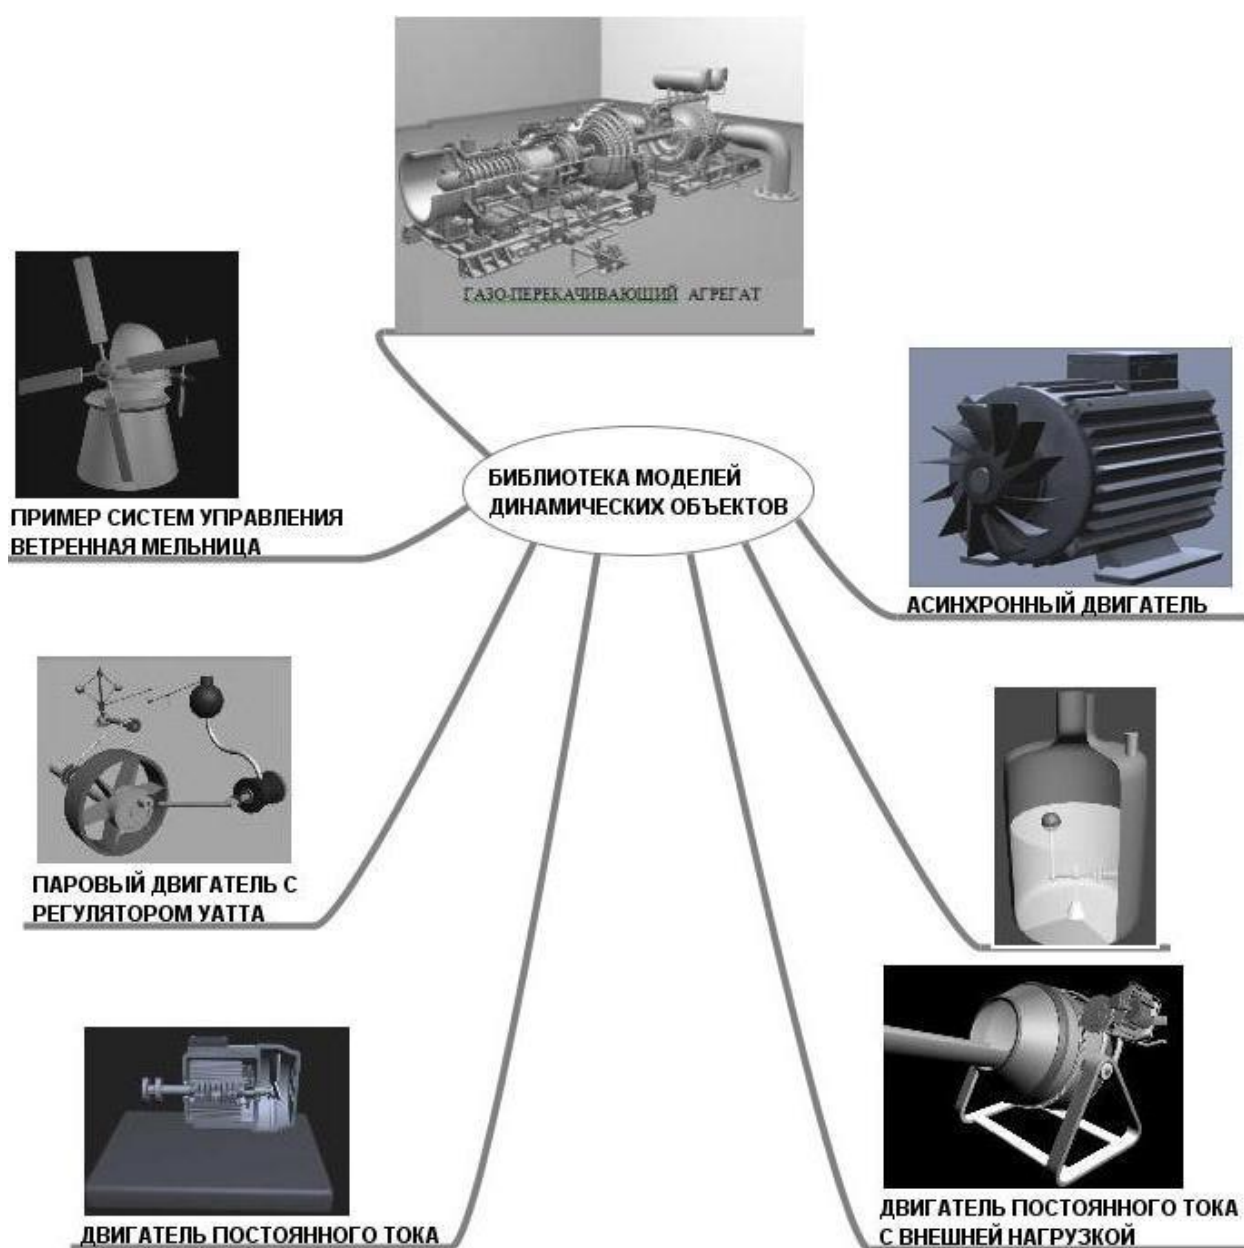 ГАЗО-ПЕРЕКАЧИВАЮЩИЙ АГРЕГАТ
БИБЛИОТЕКА МОДЕЛЕЙ
ДИНАМИЧЕСКИХ ОБЪЕКТОВ
ПРИМЕР СИСТЕМ УПРАВЛЕНИЯ
ВЕТРЕННАЯ МЕЛЬНИЦА
АСИНХРОННЫЙ ДВИГАТЕЛЬ
ПАРОВЫЙ ДВИГАТЕЛЬ С
РЕГУЛЯТОРОМ УАТТА
ДВИГАТЕЛЬ ПОСТОЯННОГО ТОКА
ДВИГАТЕЛЬ ПОСТОЯННОГО ТОКА
С ВНЕШНЕЙ НАГРУЗКОЙ